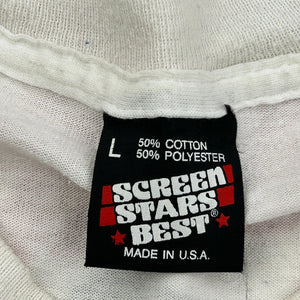 L 50% COTTON
50% POLYESTER
SCREEN
STARS
BEST®
MADE IN U.S.A.